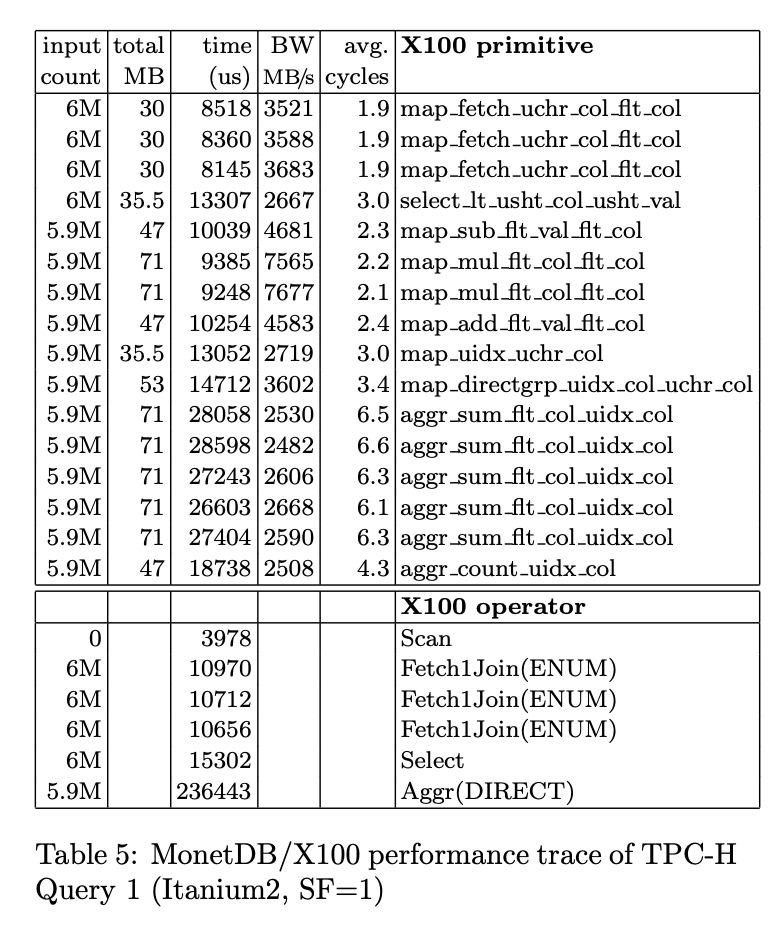 input total time BW avg. X100 primitive
count MB (us) MB/s cycles
6M 30 8518 3521 1.9 map_fetch_uchr_col_flt_col
6M 30 8360 3588 1.9 map_fetch_uchr_col_flt_col
6M 30 8145 3683 1.9 map_fetch_uchr_col_flt_col
6M 35.5 13307 2667 3.0 select_lt_usht_col_usht_val
5.9M 47 10039 4681 2.3 map_sub_flt_val_flt_col
5.9M 71 9385 7565 2.2 map_mul_flt_col_flt_col
5.9M 71 9248 7677 2.1 map_mul_flt_col_flt_col
5.9M 47 10254 4583 2.4 map_add_flt_val_flt_col
5.9M 35.5 13052 2719 3.0 map_uidx_uchr_col
5.9M 53 14712 3602 3.4 map_directgrp_uidx_col_uchr_col
5.9M 71 28058 2530 6.5 aggr_sum_flt_col_uidx_col
5.9M 71 28598 2482 6.6 aggr_sum_flt_col_uidx_col
5.9M 71 27243 2606 6.3 aggr_sum_flt_col_uidx_col
5.9M 71 26603 2668 6.1 aggr_sum_flt_col_uidx_col
5.9M 71 27404 2590 6.3 aggr_sum_flt_col_uidx_col
5.9M 47 18738 2508 4.3 aggr_count_uidx_col
X100 operator
0 3978 Scan
6M 10970 Fetch1Join(ENUM)
6M 10712 Fetch1Join(ENUM)
6M 10656 Fetch1Join(ENUM)
6M 15302 Select
5.9M 236443 Aggr(DIRECT)
Table 5: MonetDB/X100 performance trace of TPC-H
Query 1 (Itanium2, SF=1)